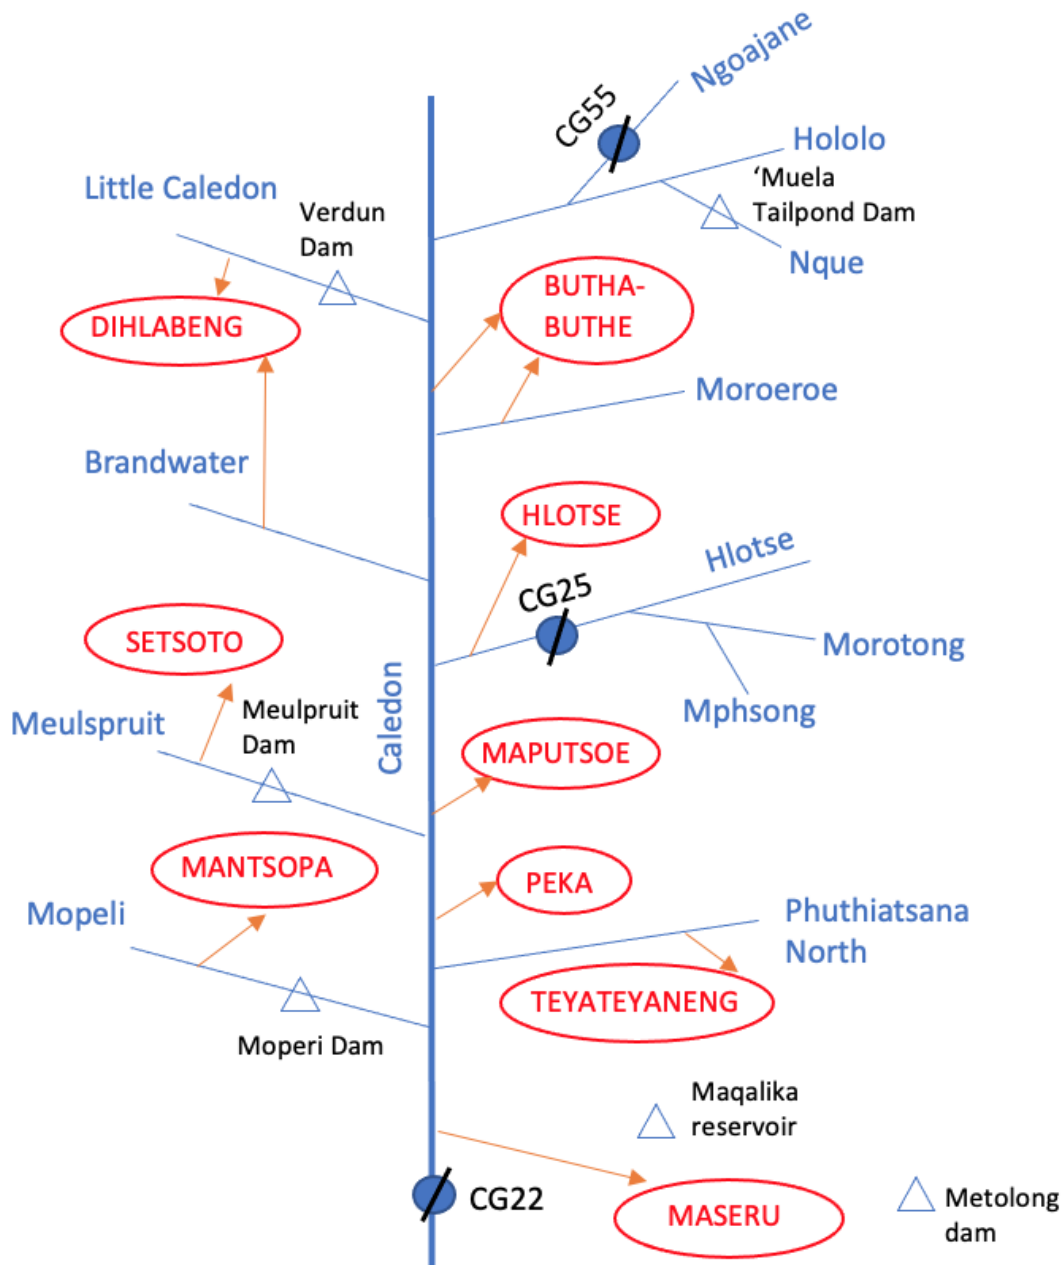 Ngoajane
CG55
Hololo
'Muela
Tailpond Dam
Nque
Little Caledon
Verdun
Dam
BUTHA-
BUTHE
DIHLABENG
Moroeroe
Brandwater
HLOTSE
Hlotse
CG25
SETSOTO
Morotong
Mphsong
Meulspruit
Meulpruit
Dam
Caledon
MAPUTSOE
MANTSOPA
PEKA
Mopeli
Phuthiatsana
North
TEYATEYANENG
Moperi Dam
Maqalika
reservoir
CG22
MASERU
Metolong
dam